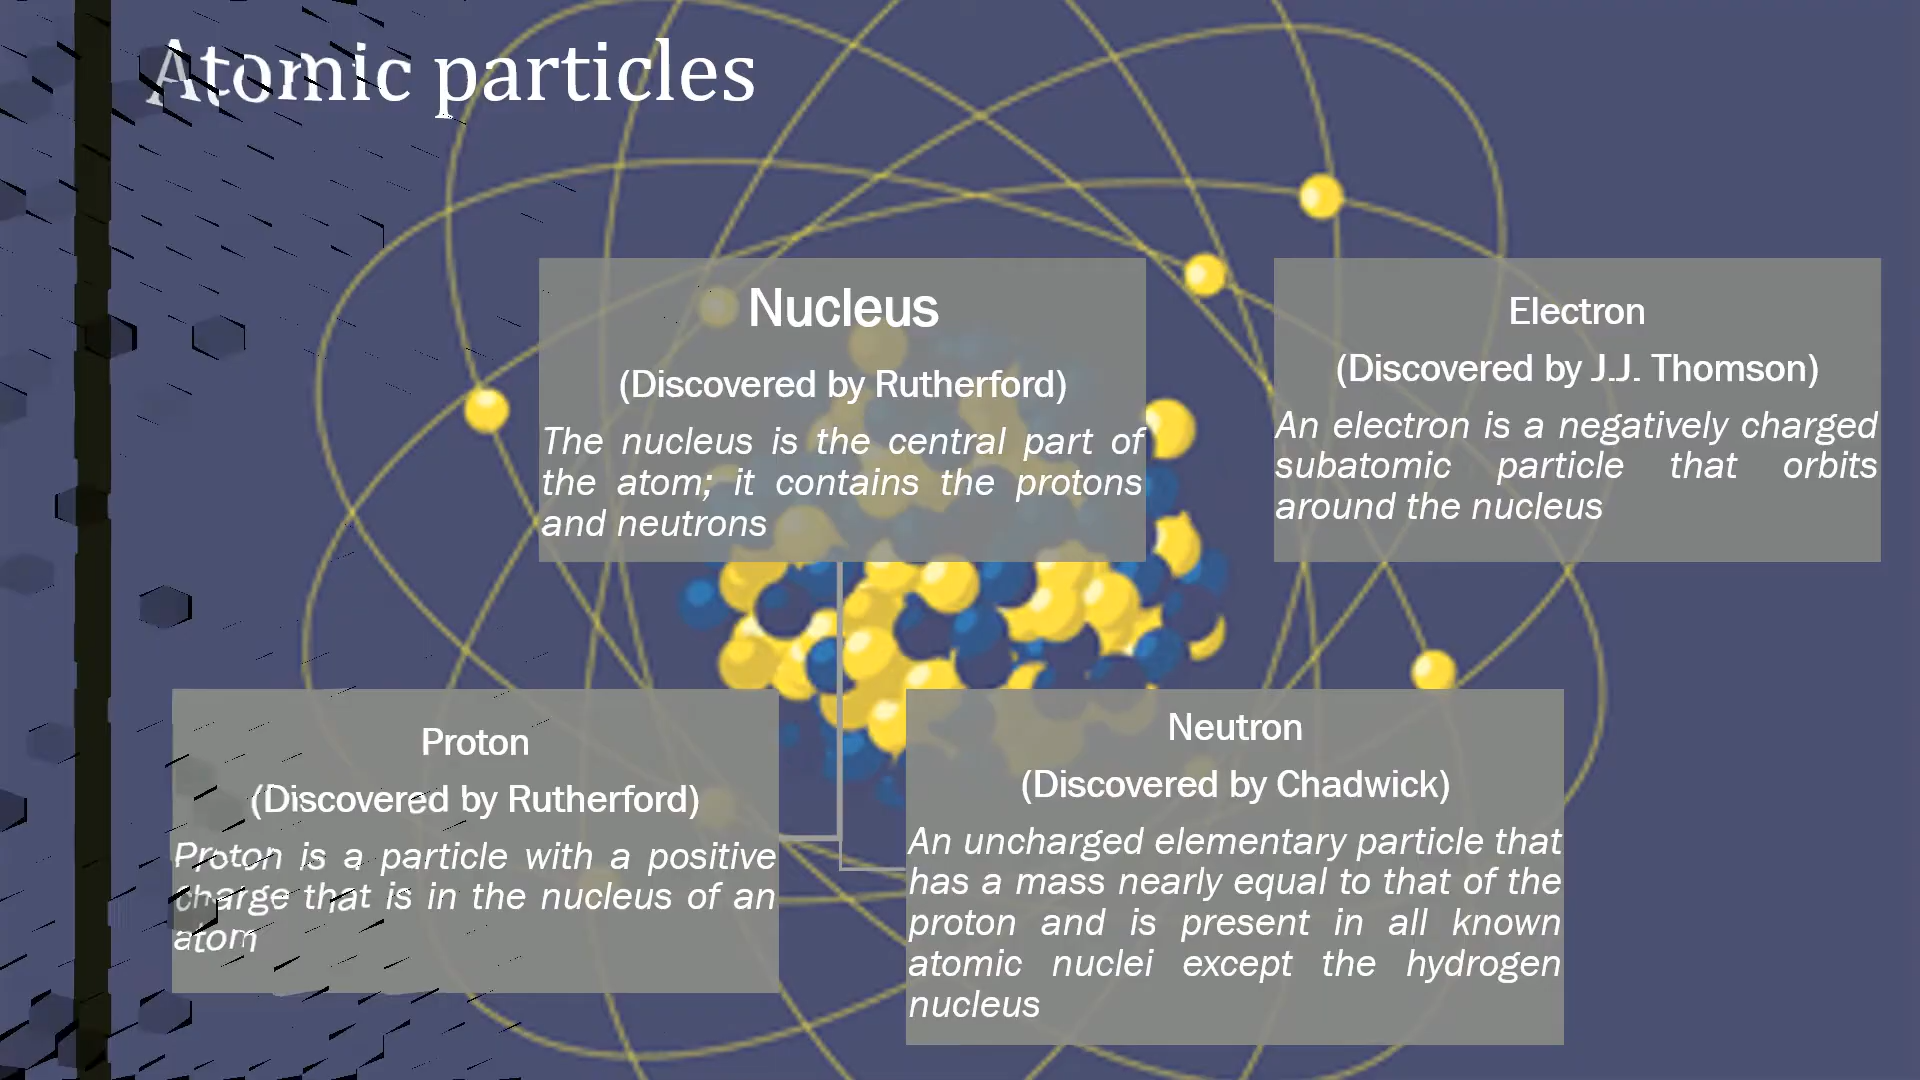 Atomic particles
Nucleus
(Discovered by Rutherford)
The nucleus is the central part of
the atom; it contains the protons
and neutrons
Electron
(Discovered by J.J. Thomson)
An electron is a negatively charged
subatomic particle that orbits
around the nucleus
Proton
(Discovered by Rutherford)
Proton is a particle with a positive
charge that is in the nucleus of an
atom
Neutron
(Discovered by Chadwick)
An uncharged elementary particle that
has a mass nearly equal to that of the
proton and is present in all known
atomic nuclei except the hydrogen
nucleus